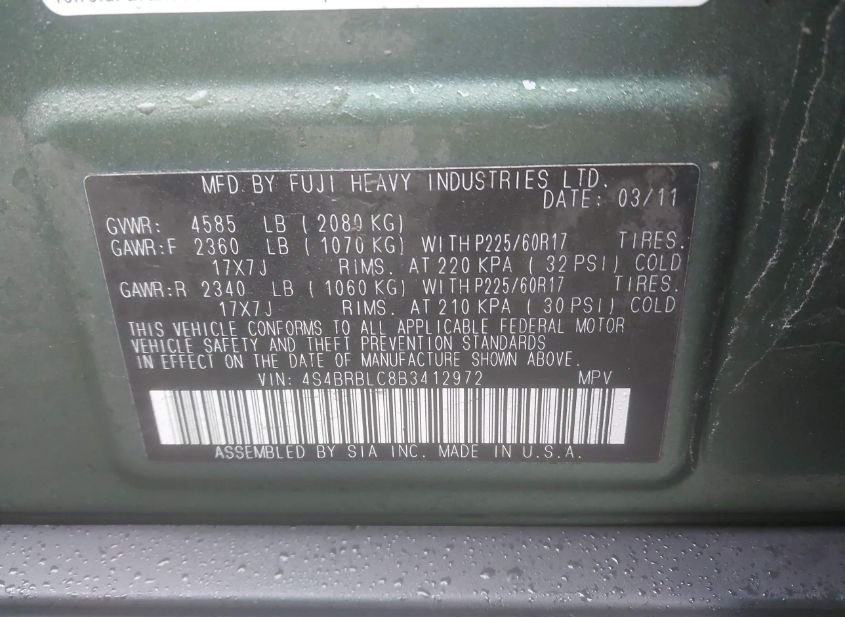 MFD. BY FUJI HEAVY INDUSTRIES LTD.
DATE: 03/11
GVWR: 4585 LB ( 2080 KG)
GAWR:F 2360 LB ( 1070 KG) WITH P225/60R17 TIRES.
17X7J RIMS. AT 220 KPA ( 32 PSI) COLD
GAWR:R 2340 LB ( 1060 KG) WITH P225/60R17 TIRES.
17X7J RIMS. AT 210 KPA ( 30 PSI) COLD
THIS VEHICLE CONFORMS TO ALL APPLICABLE FEDERAL MOTOR
VEHICLE SAFETY AND THEFT PREVENTION STANDARDS
IN EFFECT ON THE DATE OF MANUFACTURE SHOWN ABOVE.
VIN: 4S4BRBLC8B3412972 MPV
ASSEMBLED BY SIA INC. MADE IN U.S.A.